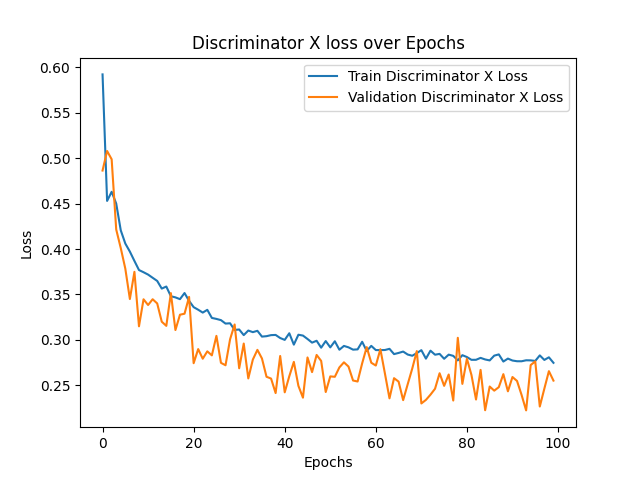 Discriminator X loss over Epochs
Train Discriminator X Loss
Validation Discriminator X Loss
0.60
0.55
0.50
0.45
0.40
0.35
0.30
0.25
Loss
0 20 40 60 80 100
Epochs